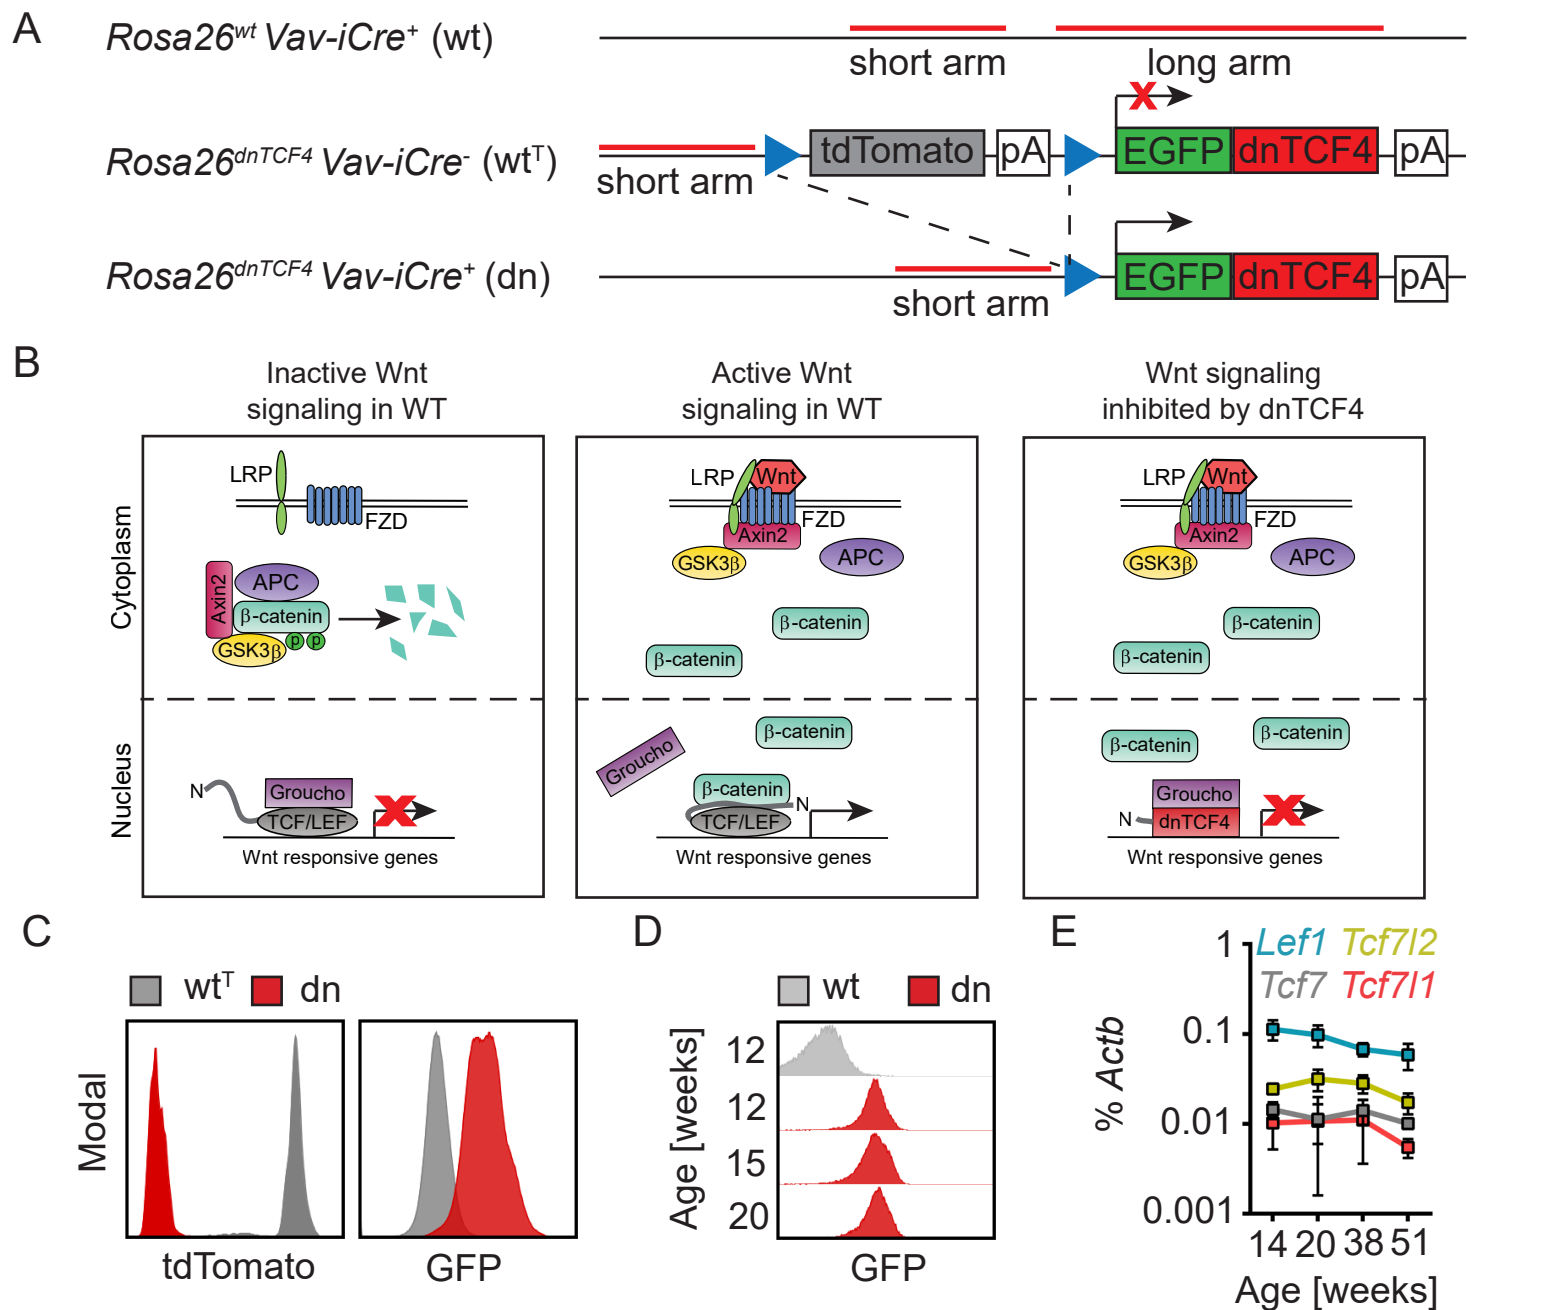 A
Rosa26wt Vav-iCre+ (wt)
short arm
long arm
X
Rosa26dnTCF4 Vav-iCre- (wtT)
short arm
tdTomato
pA
EGFP
dnTCF4
pA
Rosa26dnTCF4 Vav-iCre+ (dn)
short arm
EGFP
dnTCF4
pA
B
Inactive Wnt
signaling in WT
Active Wnt
signaling in WT
Wnt signaling
inhibited by dnTCF4
Cytoplasm
Nucleus
LRP
FZD
Axin2
APC
β-catenin
GSK3β
p
p
N
Groucho
TCF/LEF
Wnt responsive genes
LRP
Wnt
FZD
Axin2
GSK3β
APC
β-catenin
β-catenin
β-catenin
Groucho
β-catenin
N
TCF/LEF
Wnt responsive genes
LRP
Wnt
FZD
Axin2
GSK3β
APC
β-catenin
β-catenin
β-catenin
β-catenin
Groucho
N
dnTCF4
Wnt responsive genes
C
wtT
dn
Modal
tdTomato
GFP
D
wt
dn
Age [weeks]
12
12
15
20
GFP
E
Lef1 Tcf7l2
Tcf7 Tcf7l1
% Actb
1
0.1
0.01
0.001
14 20 38 51
Age [weeks]